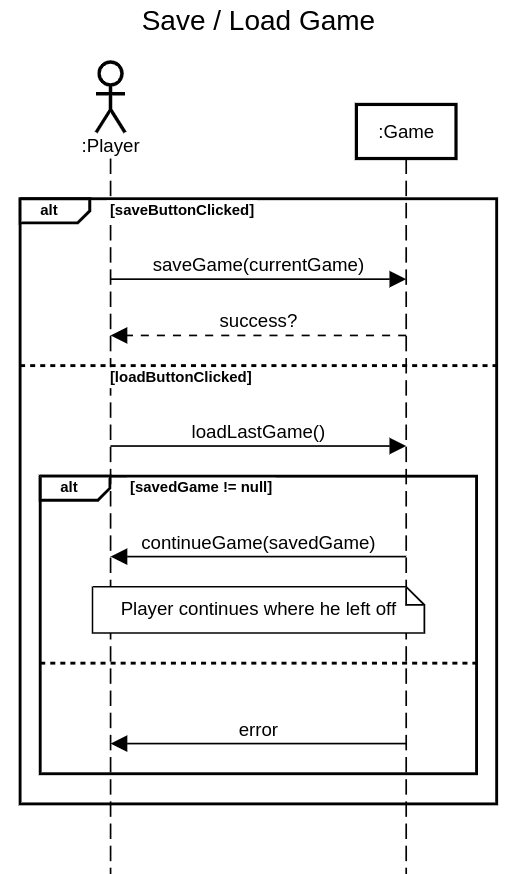 Save / Load Game
:Player
:Game
alt [saveButtonClicked]
saveGame(currentGame)
success?
[loadButtonClicked]
loadLastGame()
alt [savedGame != null]
continueGame(savedGame)
Player continues where he left off
error